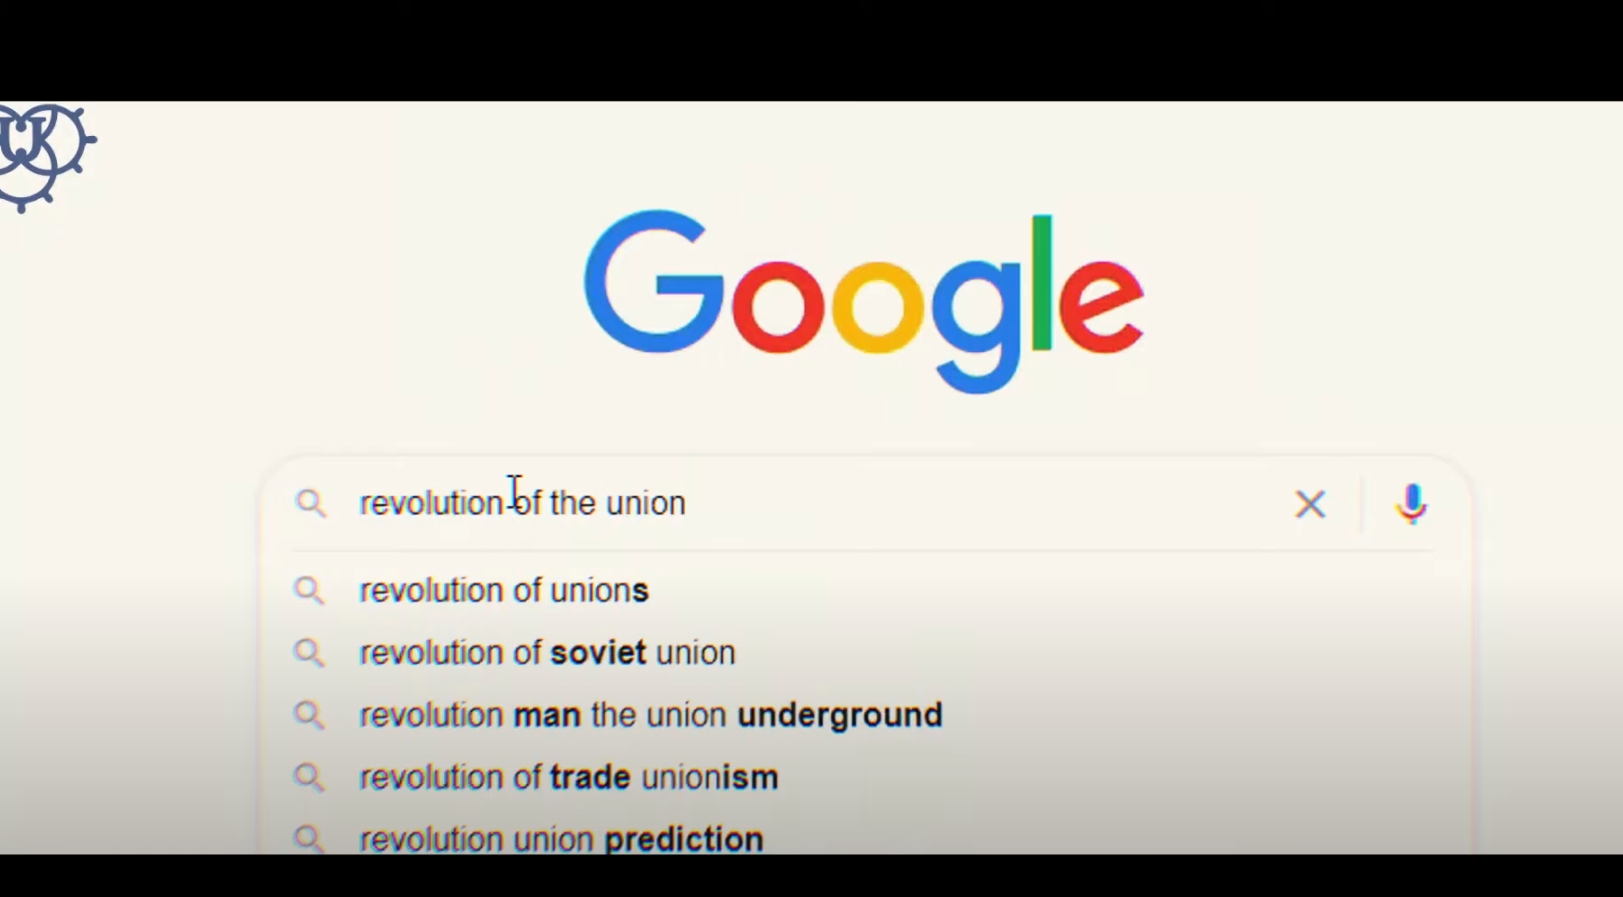 W
Google
revolution of the union
revolution of unions
revolution of soviet union
revolution man the union underground
revolution of trade unionism
revolution union prediction